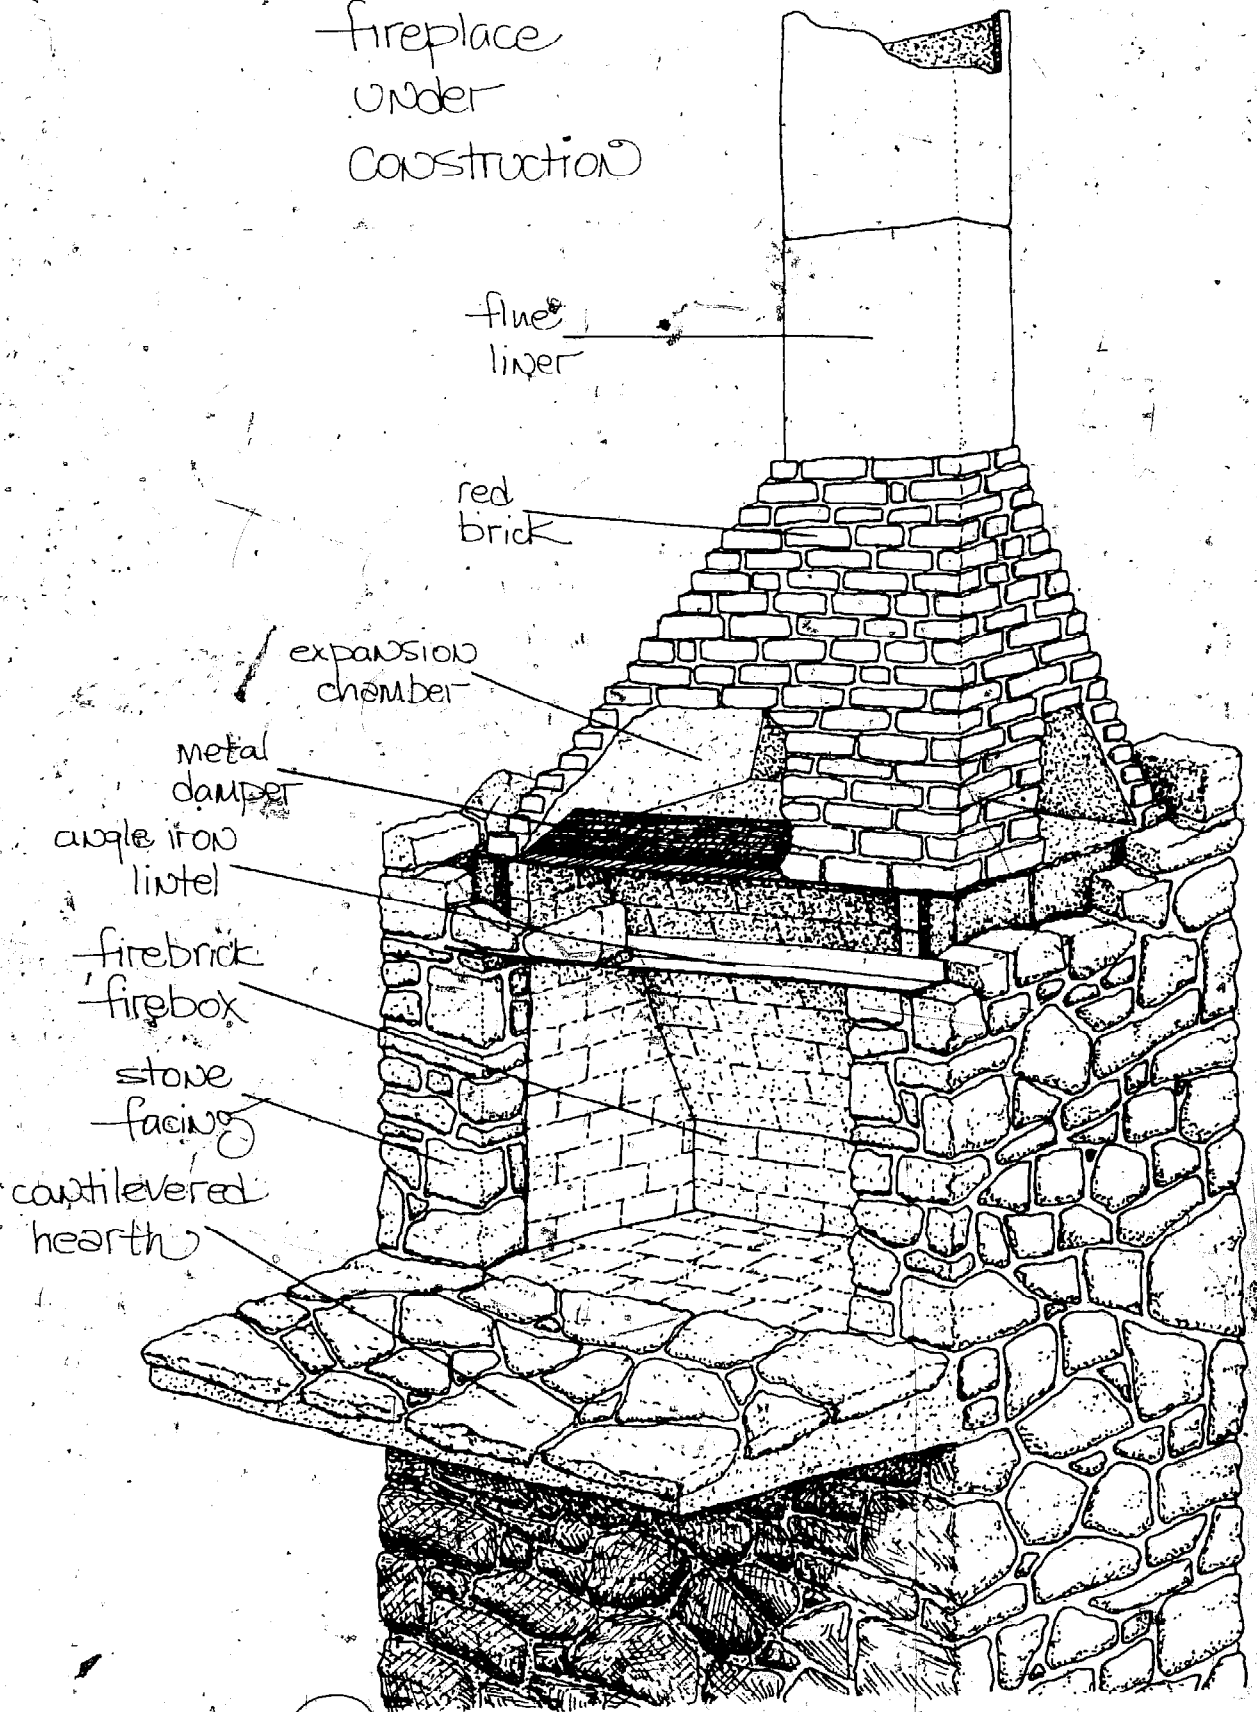 fireplace
under
construction
flue
liner
red
brick
expansion
chamber
metal
damper
angle iron
lintel
firebrick
firebox
stone
facing
cantilevered
hearth